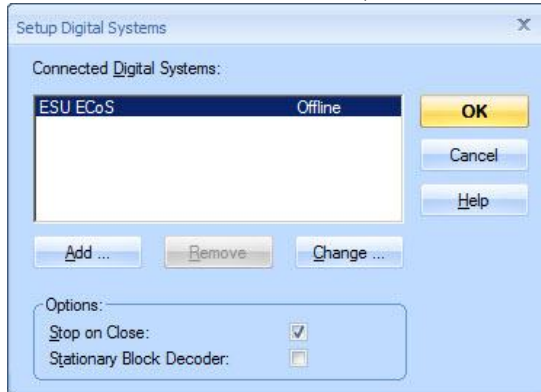 Setup Digital Systems
Connected Digital Systems:
ESU ECoS Offline
OK
Cancel
Help
Add ... Remove Change ...
Options:
Stop on Close:
Stationary Block Decoder: